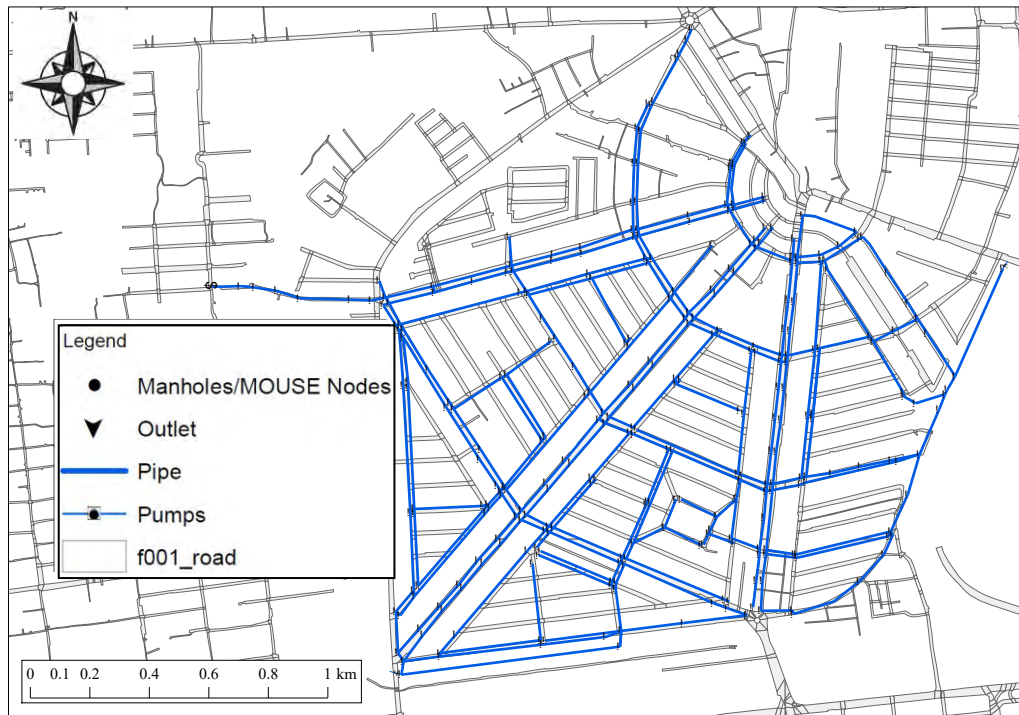 N
Legend
Manholes/MOUSE Nodes
Outlet
Pipe
Pumps
f001_road
0 0.1 0.2 0.4 0.6 0.8 1 km